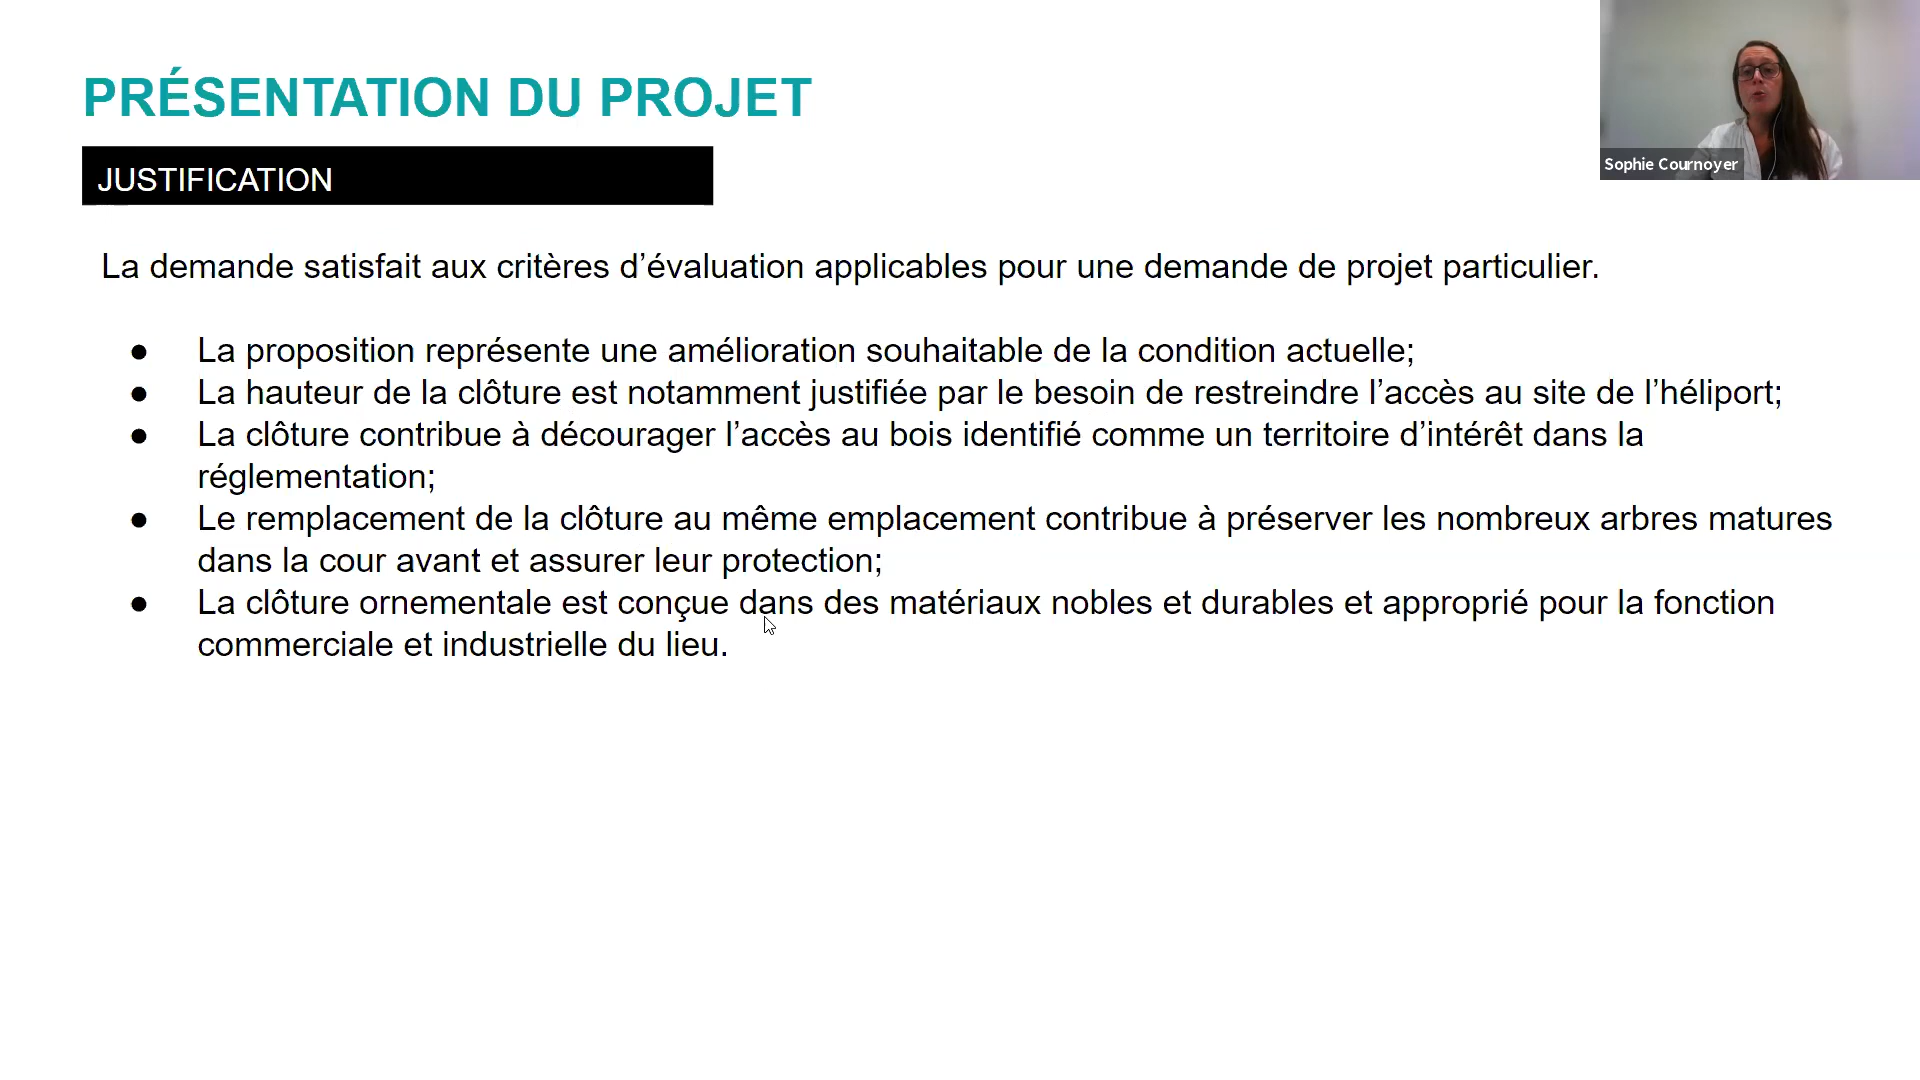 PRÉSENTATION DU PROJET
JUSTIFICATION
Sophie Cournoyer
La demande satisfait aux critères d’évaluation applicables pour une demande de projet particulier.
● La proposition représente une amélioration souhaitable de la condition actuelle;
● La hauteur de la clôture est notamment justifiée par le besoin de restreindre l’accès au site de l’héliport;
● La clôture contribue à décourager l’accès au bois identifié comme un territoire d’intérêt dans la
réglementation;
● Le remplacement de la clôture au même emplacement contribue à préserver les nombreux arbres matures
dans la cour avant et assurer leur protection;
● La clôture ornementale est conçue dans des matériaux nobles et durables et approprié pour la fonction
commerciale et industrielle du lieu.